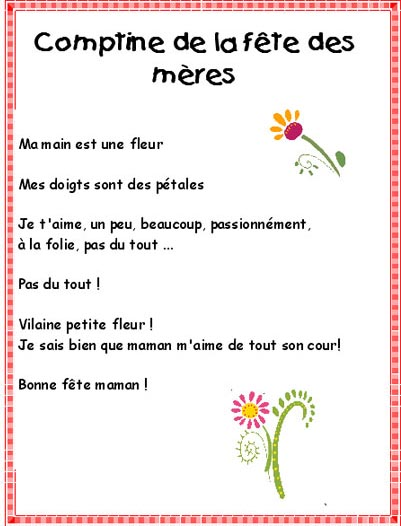 Comptine de la fête des
mères
Ma main est une fleur
Mes doigts sont des pétales
Je t'aime, un peu, beaucoup, passionnément,
à la folie, pas du tout ...
Pas du tout !
Vilaine petite fleur !
Je sais bien que maman m'aime de tout son cour!
Bonne fête maman !